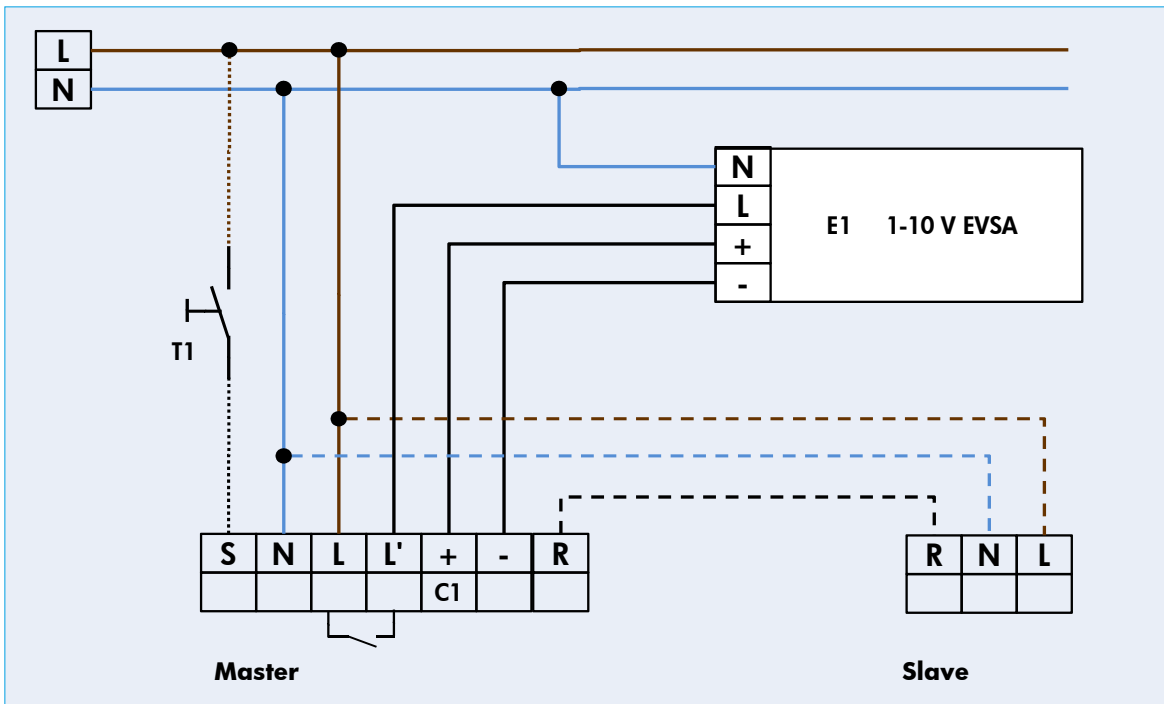 L
N
N
L
E1 1-10 V EVSA
+
-
T1
S N L L' + - R
C1
R N L
Master
Slave